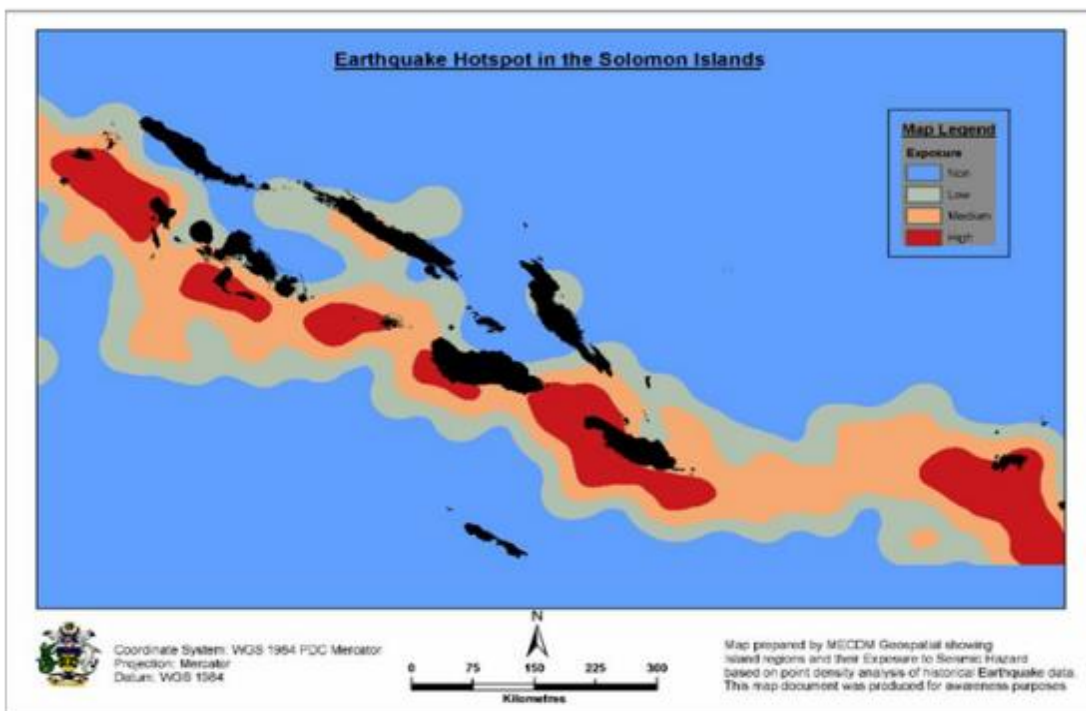 Earthquake Hotspot in the Solomon Islands
Map Legend
Exposure
Non
Low
Medium
High
Coordinate System: WGS 1984 PDC Mercator
Projection: Mercator
Datum: WGS 1984
N
0 75 150 225 300
Kilometres
Map prepared by MECDM Geospatial showing
island regions and their Exposure to Seismic Hazard
based on point density analysis of historical Earthquake data.
This map document was produced for awareness purposes